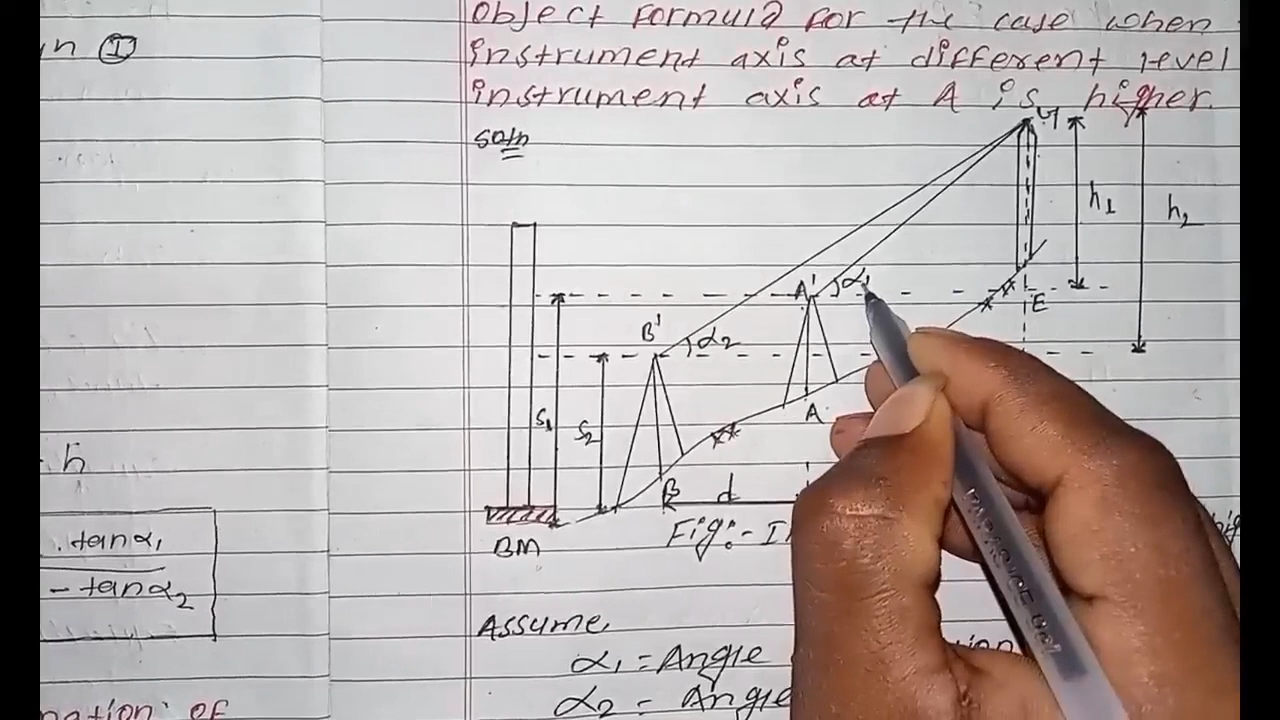 Object formula for the case when
instrument axis at different level
instrument axis at A is higher.
in I
Soln
h1
h2
A'
α1
E
B'
α2
S1
S2
A
B
d
BM
Fig:- I
h
. tanα1
- tanα2
Assume,
α1 = Angle
α2 = Angle
nation of